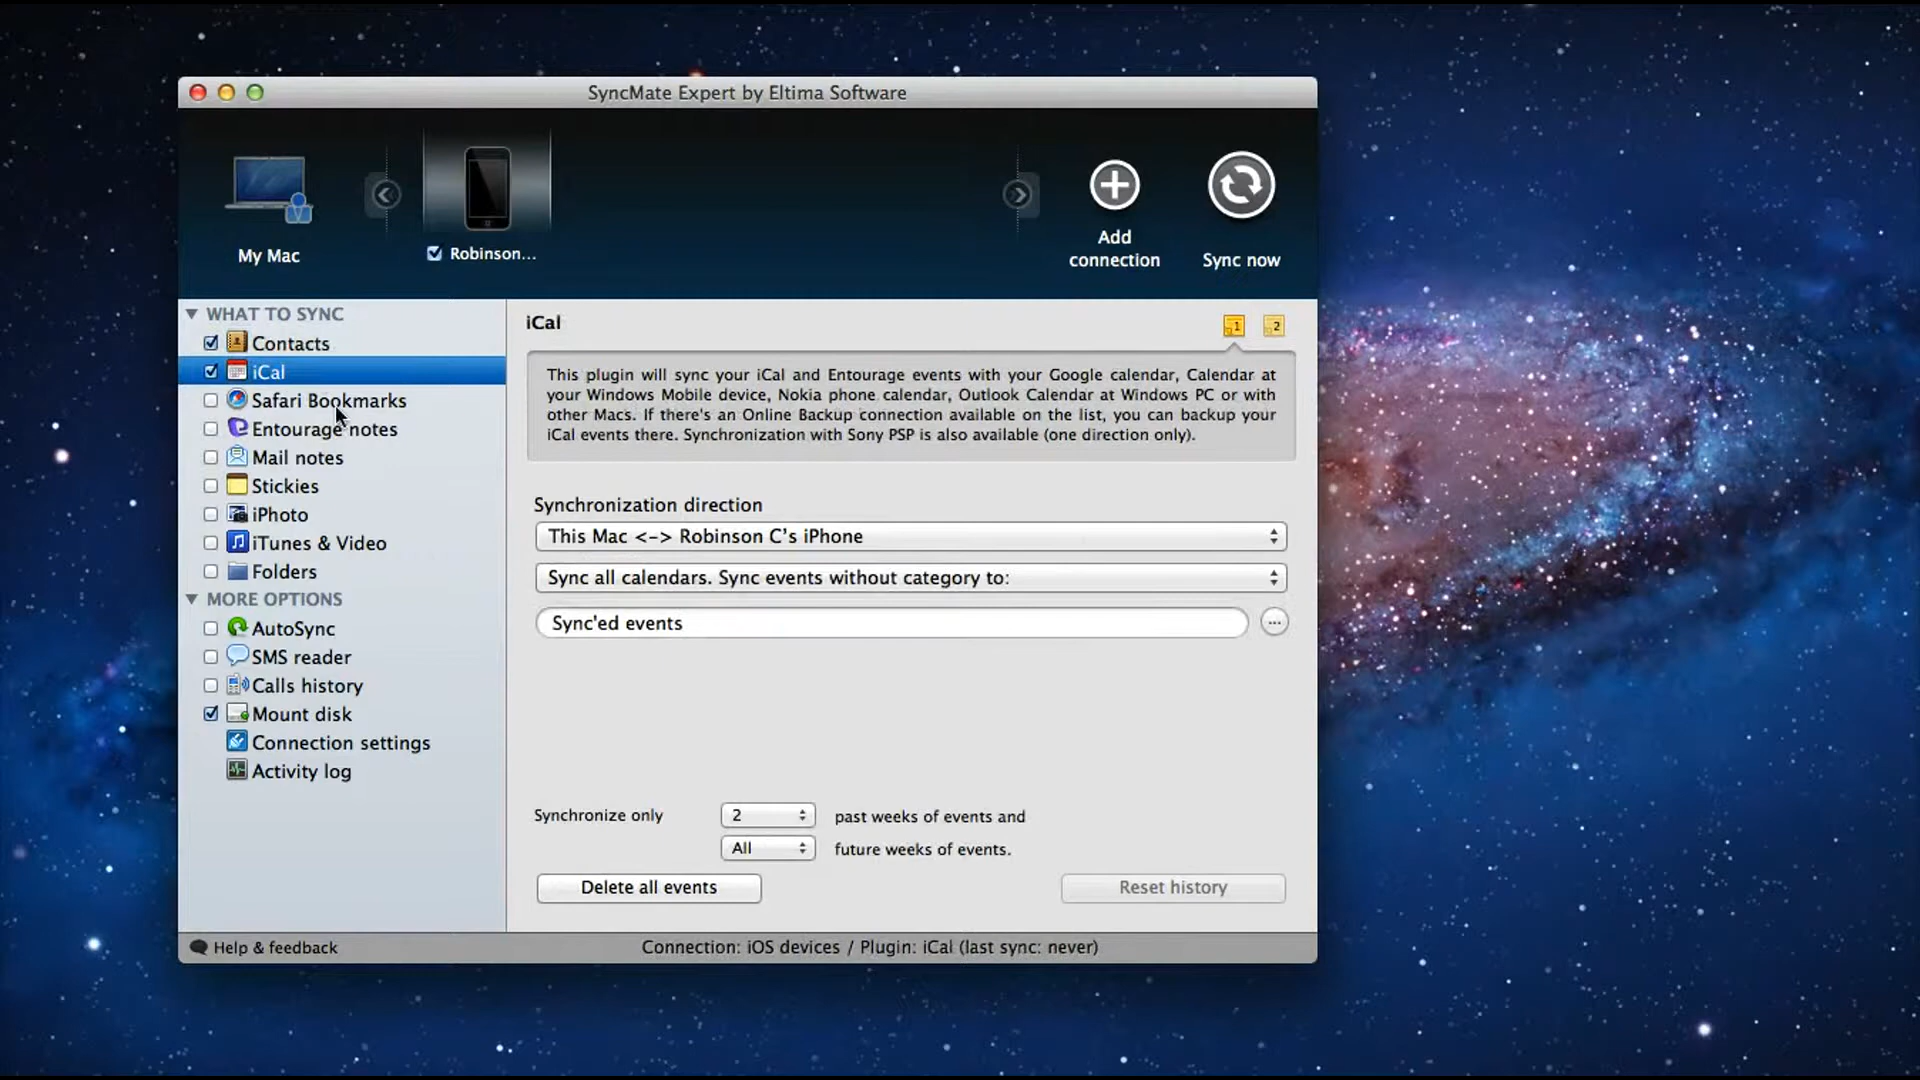 SyncMate Expert by Eltima Software
My Mac
Robinson...
Add
connection
Sync now
WHAT TO SYNC
Contacts
iCal
Safari Bookmarks
Entourage notes
Mail notes
Stickies
iPhoto
iTunes & Video
Folders
MORE OPTIONS
AutoSync
SMS reader
Calls history
Mount disk
Connection settings
Activity log
iCal
1
2
This plugin will sync your iCal and Entourage events with your Google calendar, Calendar at
your Windows Mobile device, Nokia phone calendar, Outlook Calendar at Windows PC or with
other Macs. If there's an Online Backup connection available on the list, you can backup your
iCal events there. Synchronization with Sony PSP is also available (one direction only).
Synchronization direction
This Mac <-> Robinson C's iPhone
Sync all calendars. Sync events without category to:
Sync'ed events
...
Synchronize only 2 past weeks of events and
All future weeks of events.
Delete all events
Reset history
Help & feedback
Connection: iOS devices / Plugin: iCal (last sync: never)